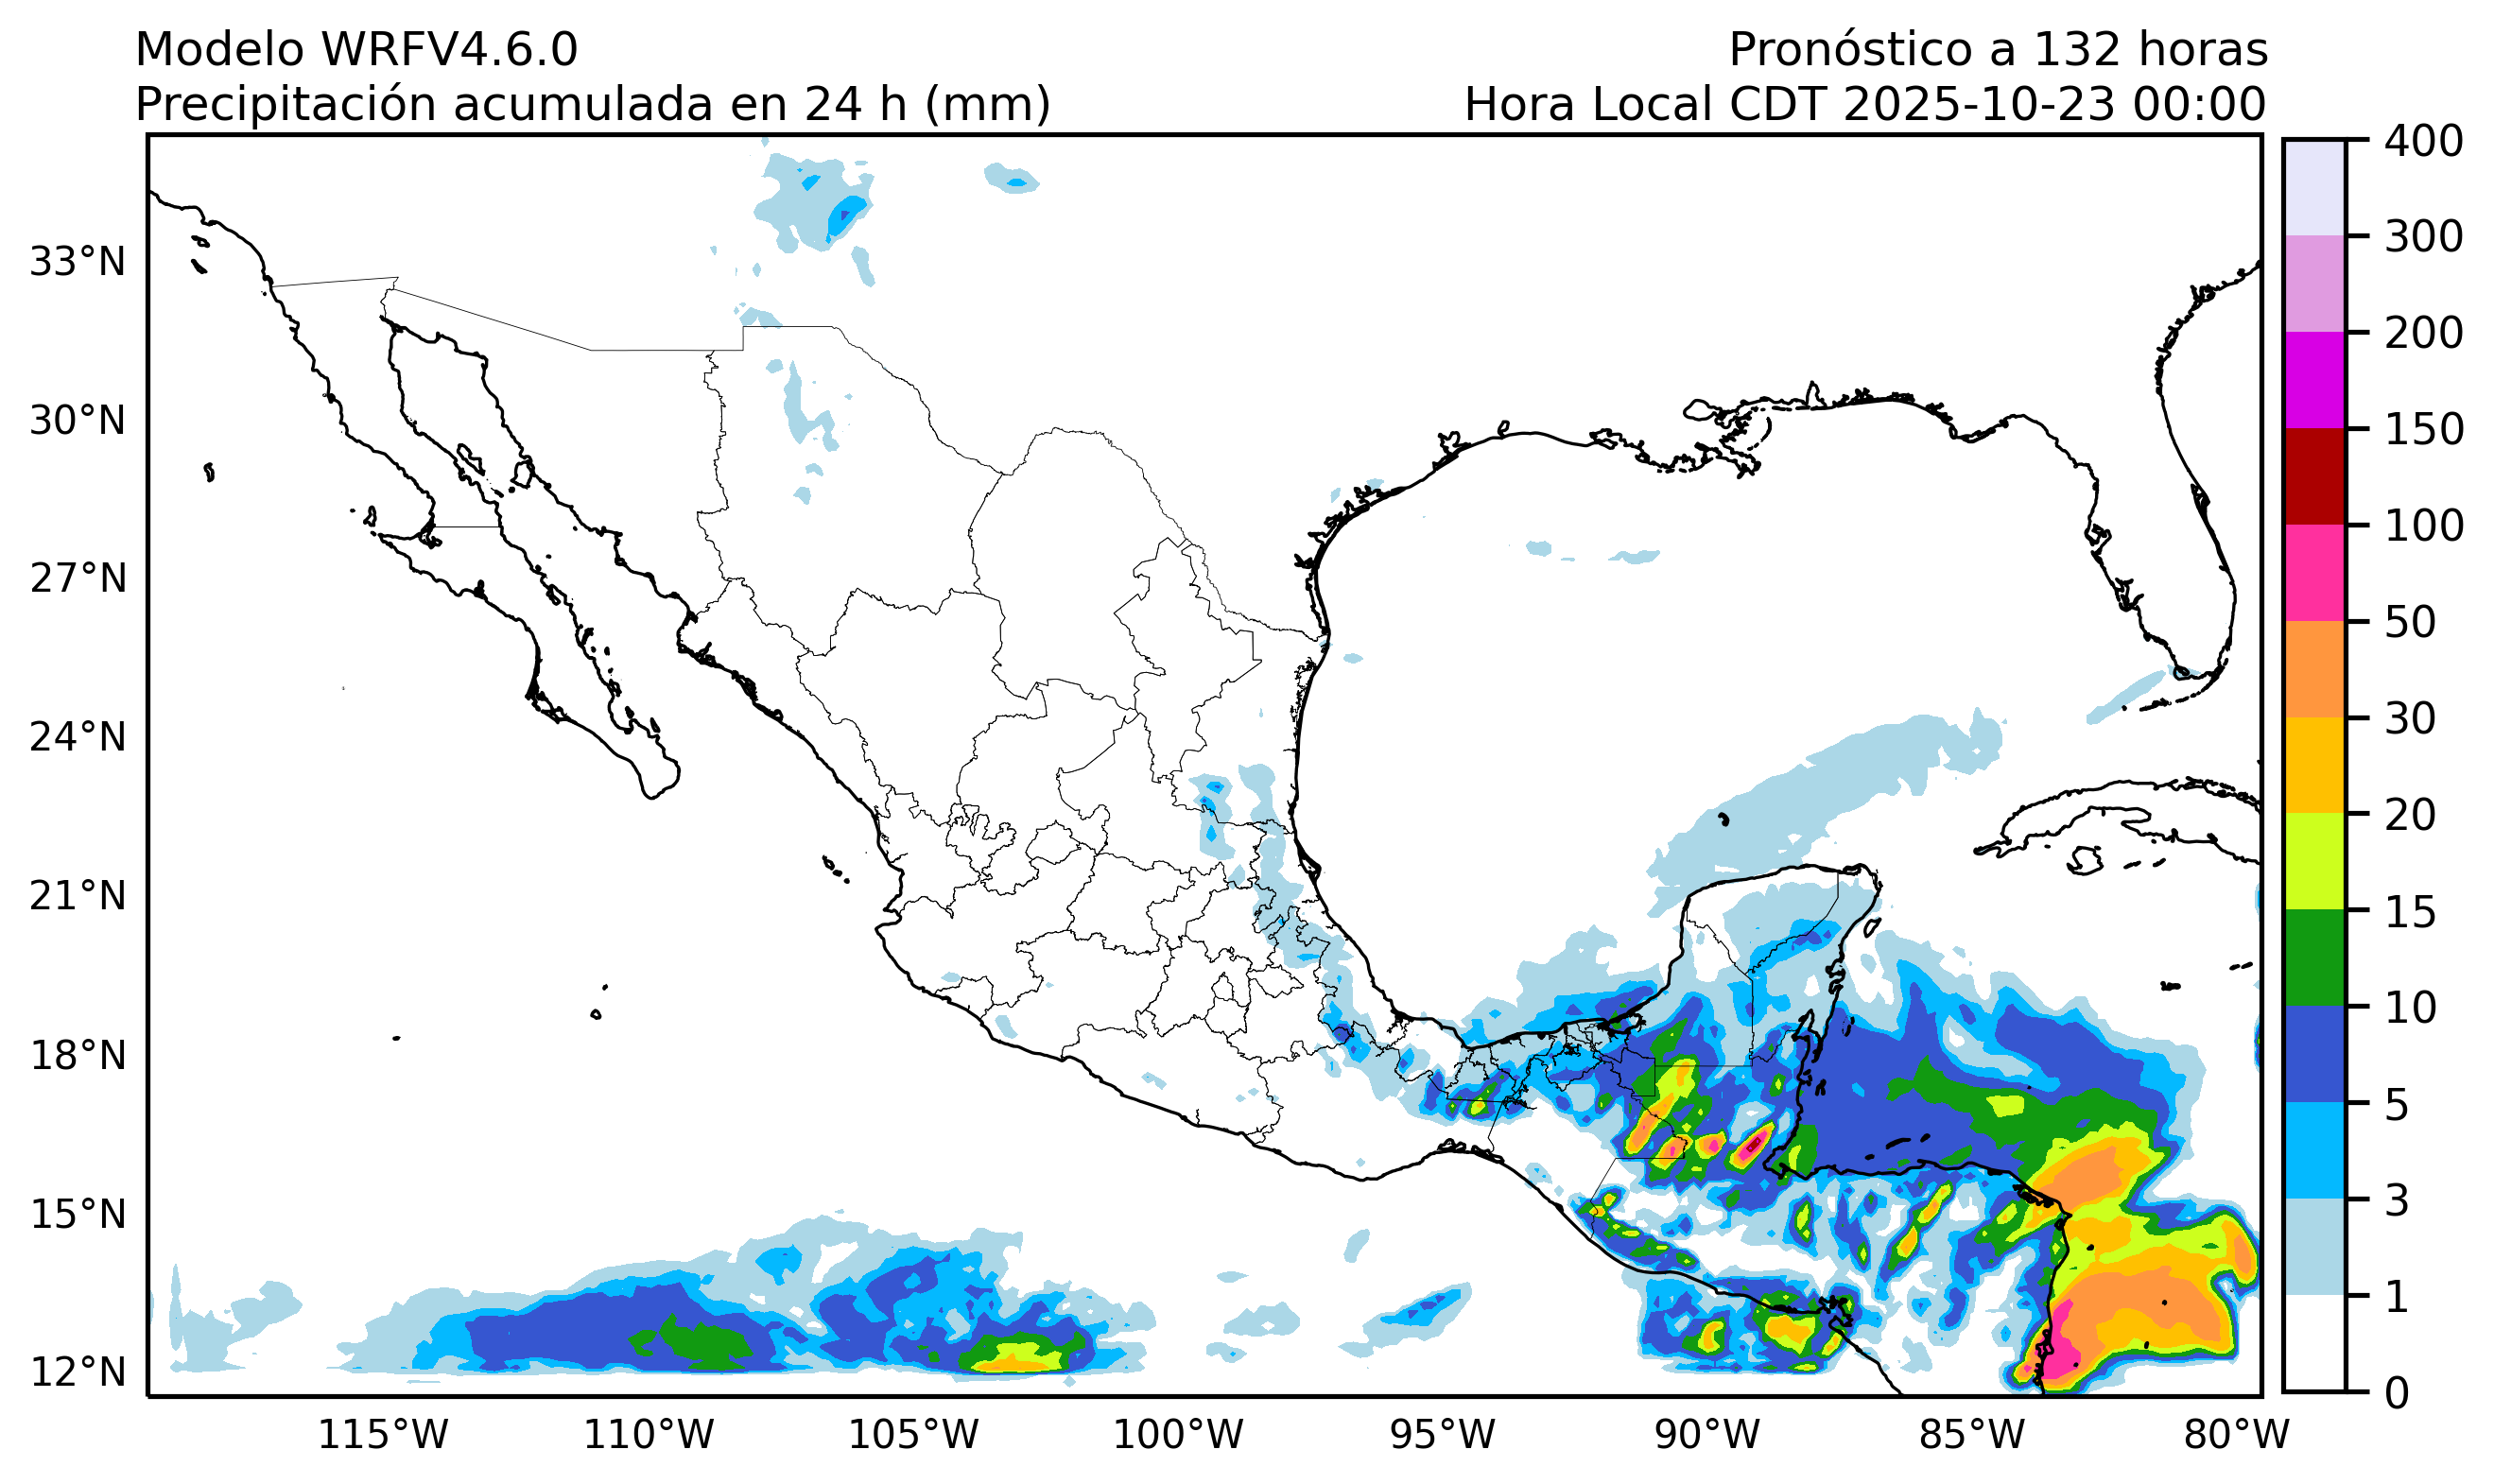 Modelo WRFV4.6.0
Pronóstico a 132 horas
Precipitación acumulada en 24 h (mm)
Hora Local CDT 2025-10-23 00:00
33°N
30°N
27°N
24°N
21°N
18°N
15°N
12°N
115°W
110°W
105°W
100°W
95°W
90°W
85°W
80°W
400
300
200
150
100
50
30
20
15
10
5
3
1
0